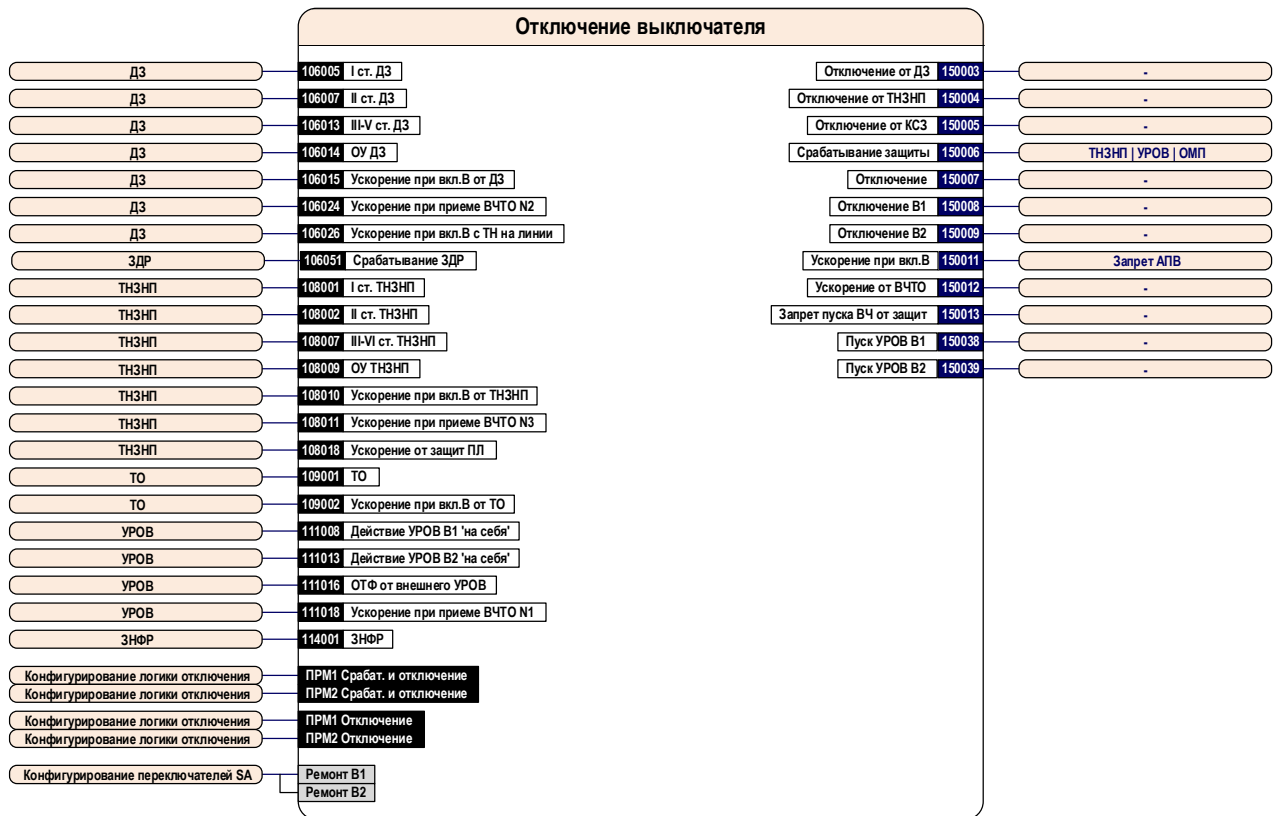 Отключение выключателя
ДЗ 106005 I ст. ДЗ Отключение от ДЗ 150003 -
ДЗ 106007 II ст. ДЗ Отключение от ТНЗНП 150004 -
ДЗ 106013 III-V ст. ДЗ Отключение от КСЗ 150005 -
ДЗ 106014 ОУ ДЗ Срабатывание защиты 150006 ТНЗНП | УРОВ | ОМП
ДЗ 106015 Ускорение при вкл.В от ДЗ Отключение 150007 -
ДЗ 106024 Ускорение при приеме ВЧТО N2 Отключение В1 150008 -
ДЗ 106026 Ускорение при вкл.В с ТН на линии Отключение В2 150009 -
ЗДР 106051 Срабатывание ЗДР Ускорение при вкл.В 150011 Запрет АПВ
ТНЗНП 108001 I ст. ТНЗНП Ускорение от ВЧТО 150012 -
ТНЗНП 108002 II ст. ТНЗНП Запрет пуска ВЧ от защит 150013 -
ТНЗНП 108007 III-VI ст. ТНЗНП Пуск УРОВ В1 150038 -
ТНЗНП 108009 ОУ ТНЗНП Пуск УРОВ В2 150039 -
ТНЗНП 108010 Ускорение при вкл.В от ТНЗНП
ТНЗНП 108011 Ускорение при приеме ВЧТО N3
ТНЗНП 108018 Ускорение от защит ПЛ
ТО 109001 ТО
ТО 109002 Ускорение при вкл.В от ТО
УРОВ 111008 Действие УРОВ В1 'на себя'
УРОВ 111013 Действие УРОВ В2 'на себя'
УРОВ 111016 ОТФ от внешнего УРОВ
УРОВ 111018 Ускорение при приеме ВЧТО N1
ЗНФР 114001 ЗНФР
Конфигурирование логики отключения ПРМ1 Срабат. и отключение
Конфигурирование логики отключения ПРМ2 Срабат. и отключение
Конфигурирование логики отключения ПРМ1 Отключение
Конфигурирование логики отключения ПРМ2 Отключение
Конфигурирование переключателей SA Ремонт В1
Ремонт В2